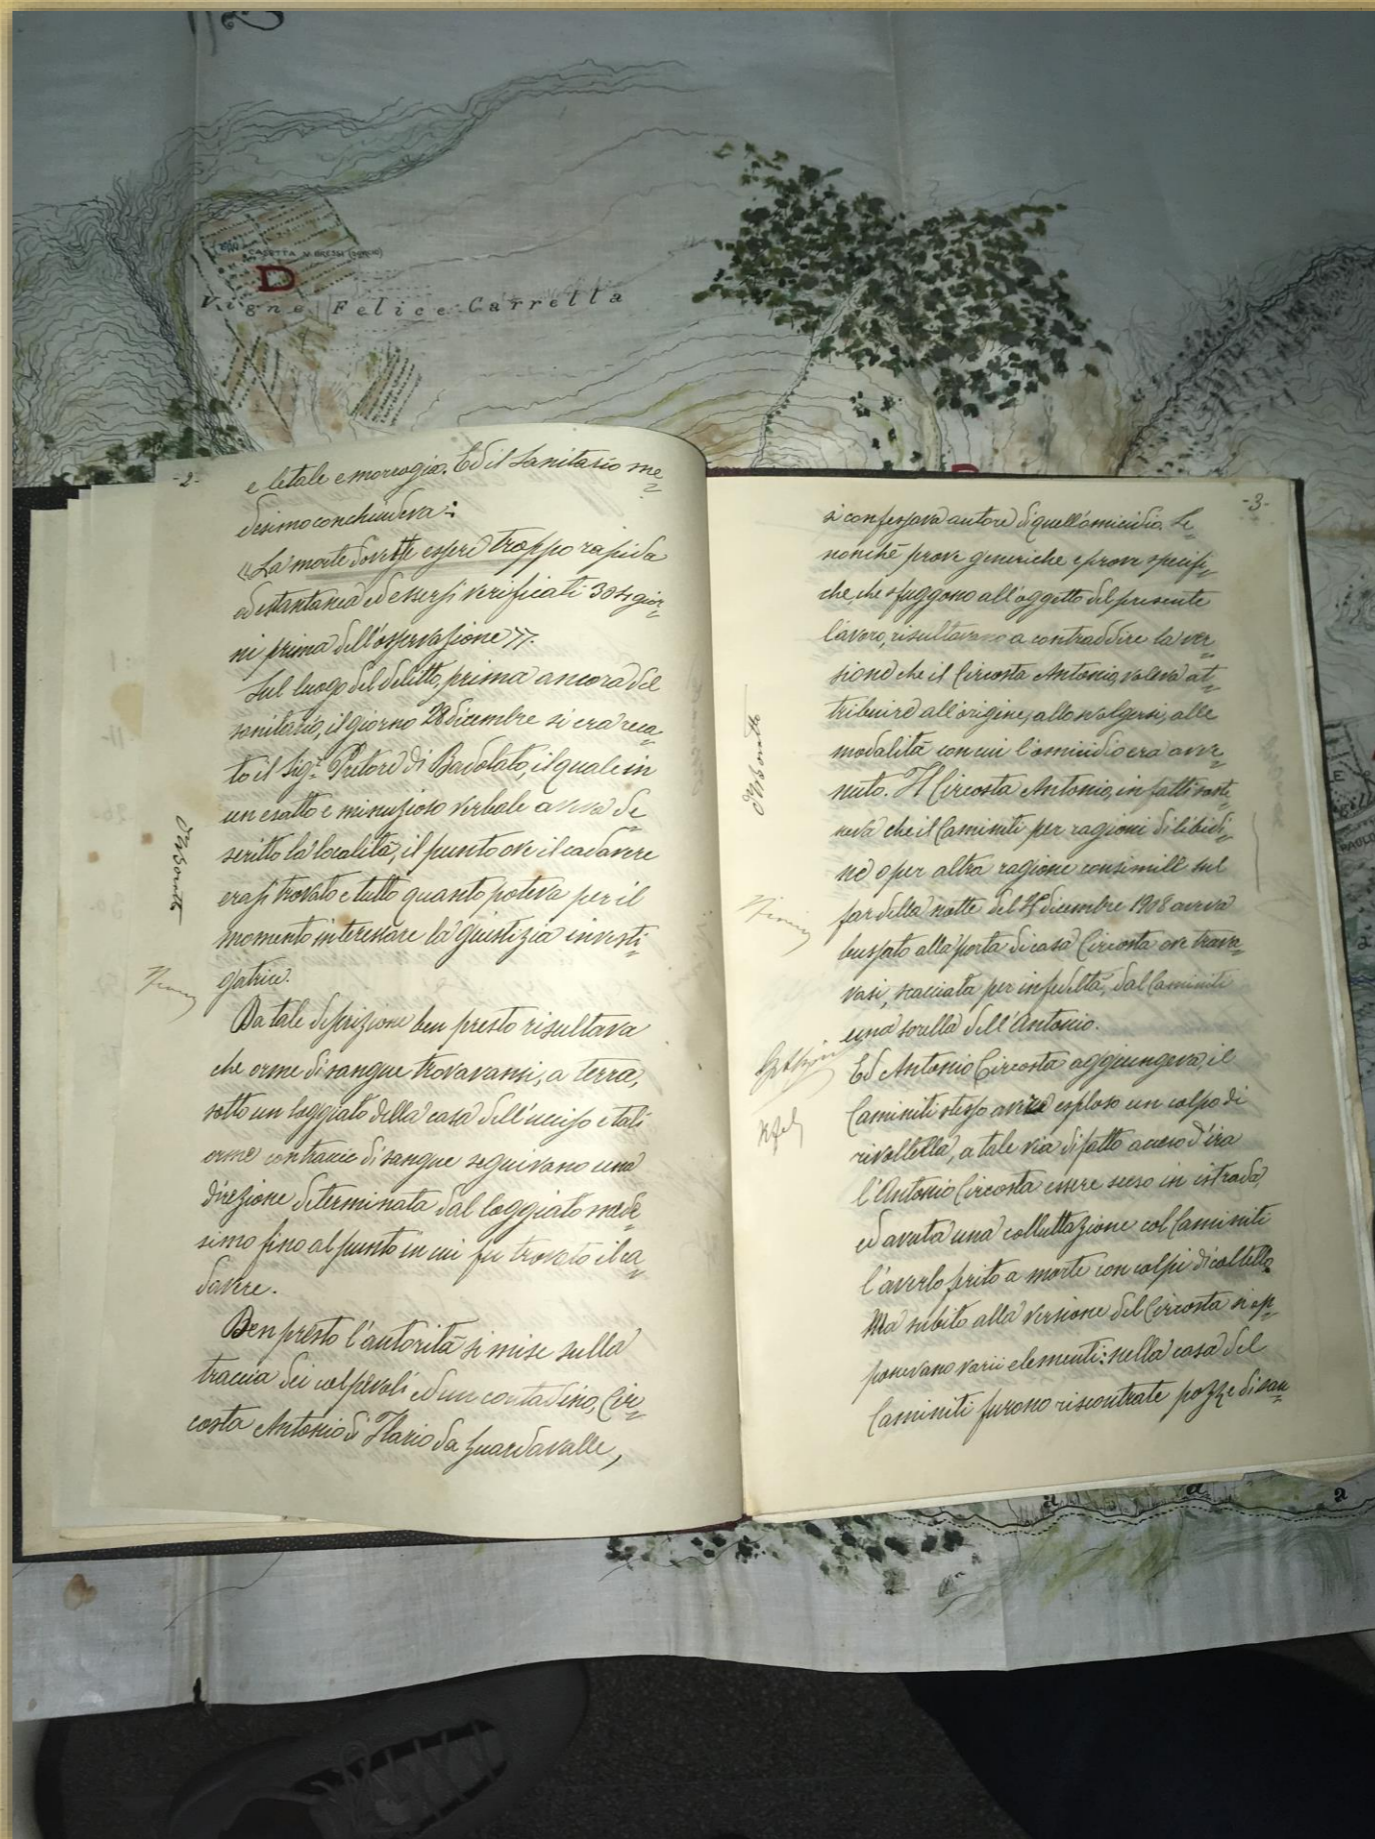 CASETTA
D
Vigne Felice Carrella
-2-
e letale emorragia. Ed il Sanitario me=
desimo conchiudeva:
«La morte dovette essere troppo rapida
ed istantanea ed essersi verificati 3 o 4 gior=
ni prima dell'osservazione».
Sul luogo del delitto, prima ancora del
sanitario, il giorno 28 dicembre si era reca=
to il Sig.r Pretore di Badolato, il quale in
un esatto e minuzioso verbale aveva de=
scritto la località, il punto ove il cadavere
erasi trovato e tutto quanto poteva per il
momento interessare la giustizia investi=
gatrice.
Da tale descrizione ben presto risultava
che orme di sangue trovavansi, a terra,
sotto un loggiato della casa dell'ucciso e tali
orme con tracce di sangue seguivano una
direzione determinata dal loggiato mede=
simo fino al punto in cui fu trovato il ca=
davere.
Ben presto l'autorità si mise sulla
traccia dei colpevoli ed un contadino, Cir=
costa Antonio di Ilario da Guardavalle,
-3-
si confessava autore di quell'omicidio. Se=
nonchè prove generiche e prove specifi=
che, che sfuggono all'oggetto del presente
lavoro, risultavano a contraddire la ver=
sione che il Circosta Antonio, voleva at=
tribuire all'origine, allo svolgersi, alle
modalità con cui l'omicidio era avve=
nuto. Il Circosta Antonio, infatti soste=
neva che il Caminiti per ragioni di libidi=
ne o per altra ragione consimile sul
far della notte del dicembre 1908 aveva
bussato alla porta di casa Circosta ove trova=
vasi, scacciata per infedeltà, dal Caminiti
una sorella dell'Antonio.
Ed Antonio Circosta aggiungeva, il
Caminiti stesso avere esploso un colpo di
rivoltella, a tale via di fatto acceso d'ira
l'Antonio Circosta essere sceso in istrada,
ed avuta una colluttazione col Caminiti
l'averlo ferito a morte con colpi di coltello.
Ma subito alla versione del Circosta si op=
ponevano varii elementi: nella casa del
Caminiti furono riscontrate pozze di san=
a
a
a